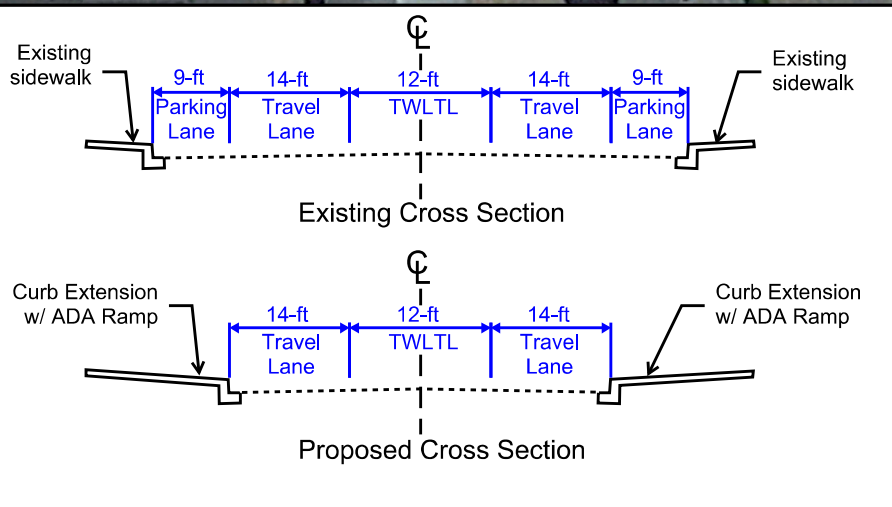 ℄
Existing
sidewalk
9-ft 14-ft 12-ft 14-ft 9-ft
Existing
sidewalk
Parking Travel TWLTL Travel Parking
Lane Lane Lane Lane
Existing Cross Section
℄
Curb Extension
w/ ADA Ramp
14-ft 12-ft 14-ft
Curb Extension
w/ ADA Ramp
Travel TWLTL Travel
Lane Lane
Proposed Cross Section